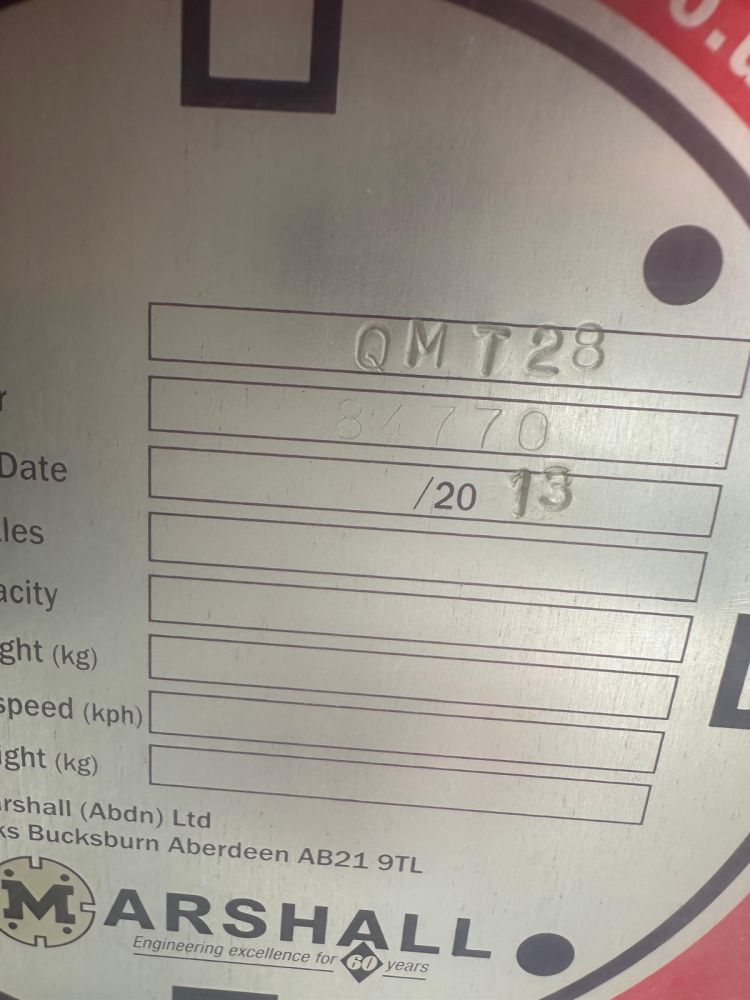 o.u
QMT28
r 84770
Date /20 13
les
acity
ght (kg)
speed (kph)
ight (kg)
rshall (Abdn) Ltd
ks Bucksburn Aberdeen AB21 9TL
MARSHALL
Engineering excellence for 60 years